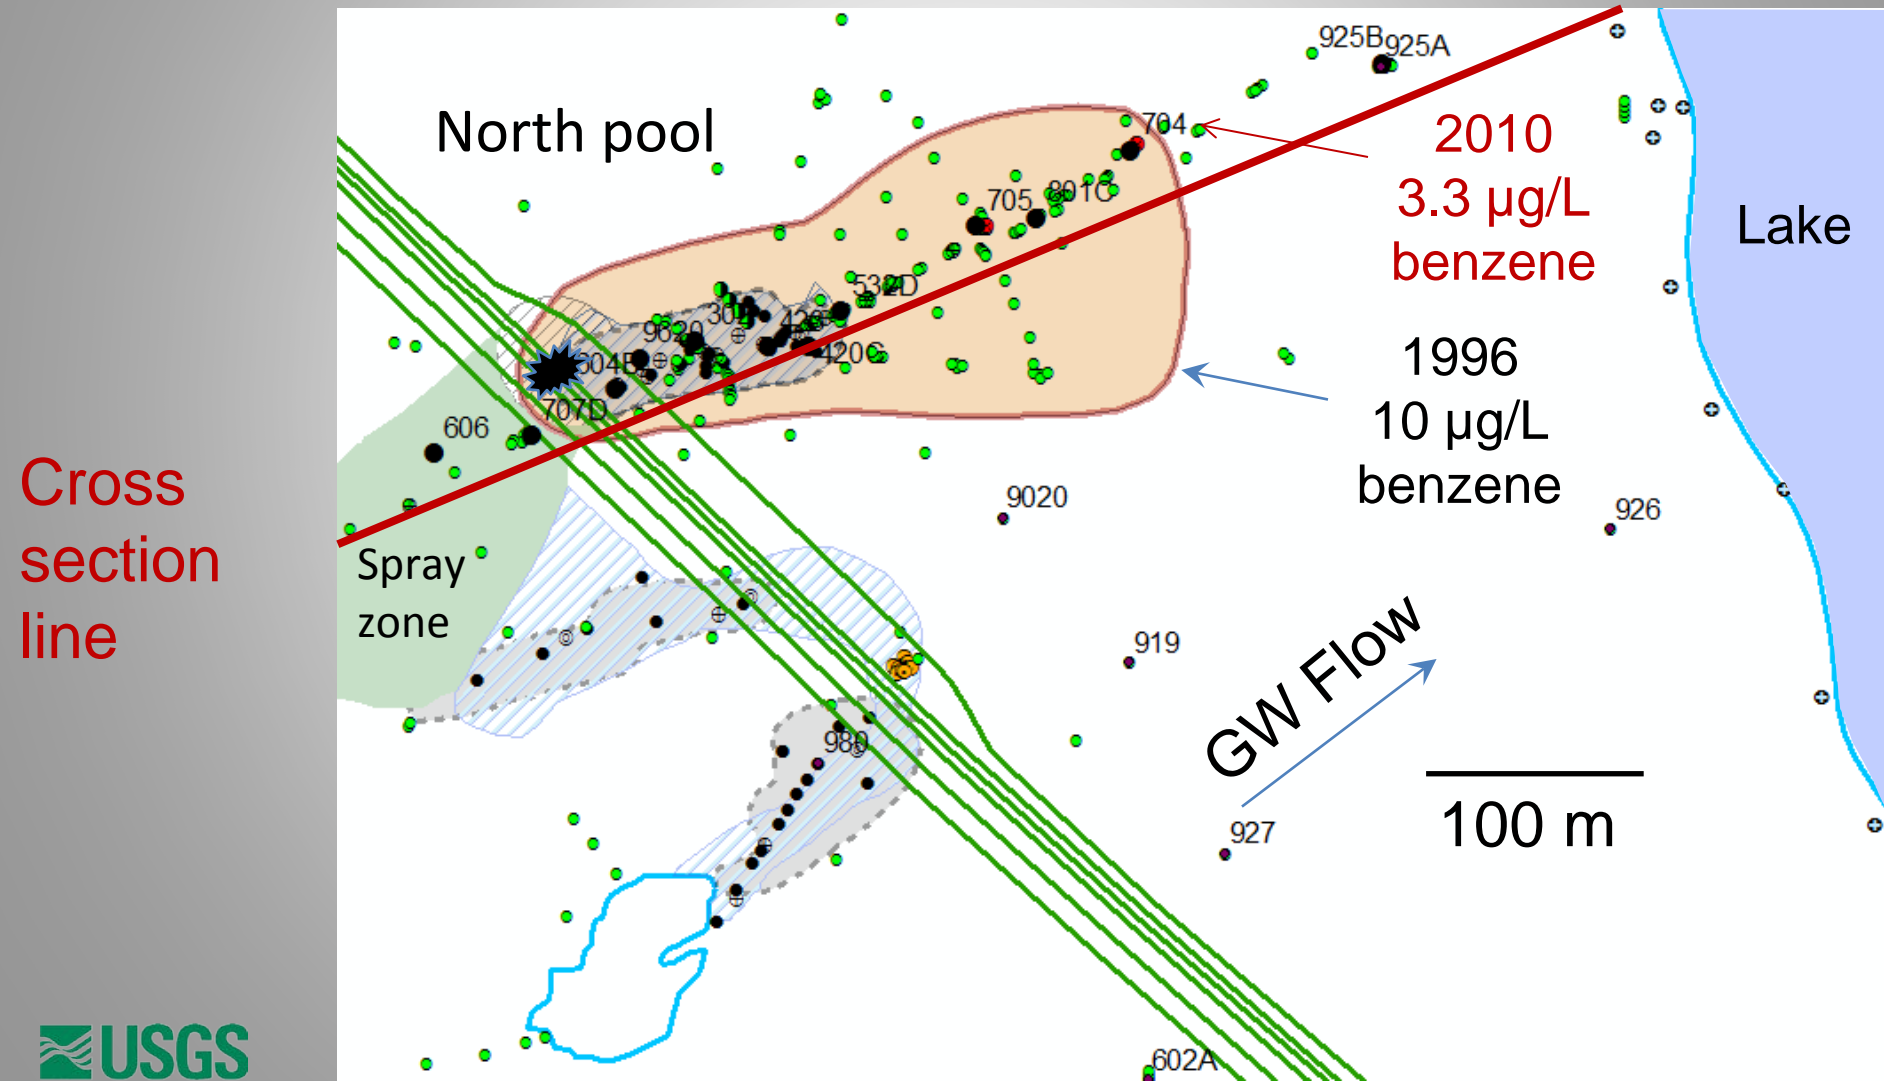 925B
925A
North pool
704
2010
3.3 µg/L
benzene
705
801C
Lake
532D
9620
420C
1996
10 µg/L
benzene
707D
606
Cross
section
line
9020
926
Spray
zone
919
GW Flow
980
100 m
927
602A
USGS